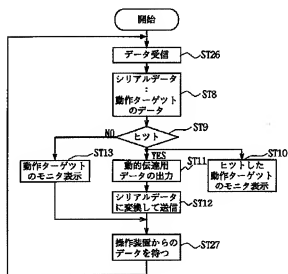 開始
データ受信
ST26
シリアルデータ
:
動作ターゲット
のデータ
ST8
ヒット
ST9
NO
YES
ST13
ST11
ST10
動作ターゲット
のモニタ表示
動的伝達用
データの出力
ヒットした
動作ターゲット
のモニタ表示
シリアルデータ
に変換して送信
ST12
操作装置からの
データを待つ
ST27